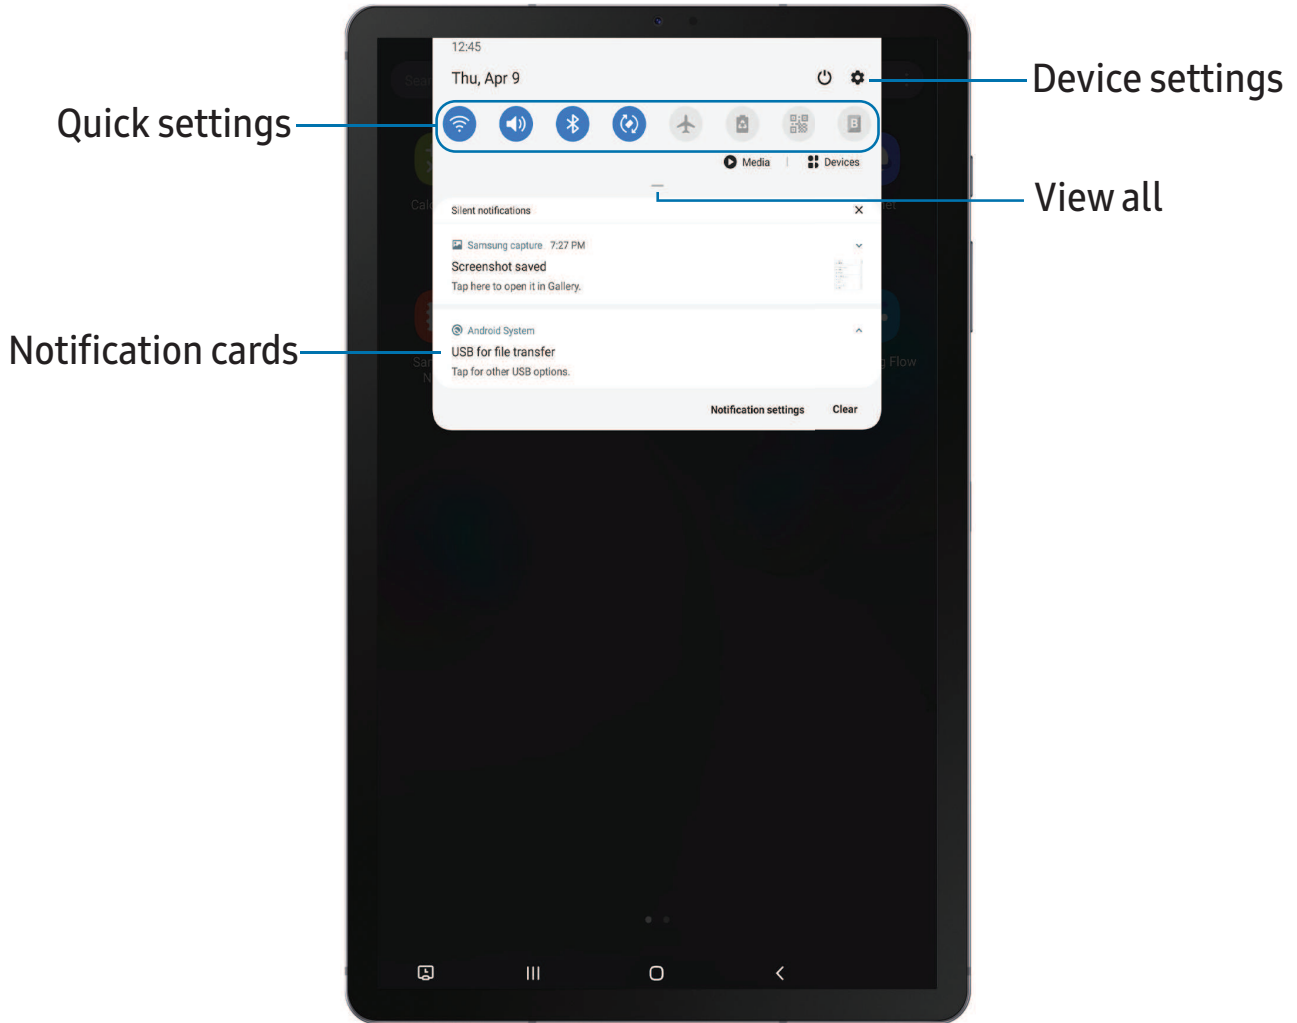 12:45
Thu, Apr 9
Device settings
Quick settings
B
Media
Devices
View all
Silent notifications
Samsung capture 7:27 PM
Screenshot saved
Tap here to open it in Gallery.
Android System
Notification cards
USB for file transfer
Tap for other USB options.
g Flow
Notification settings
Clear